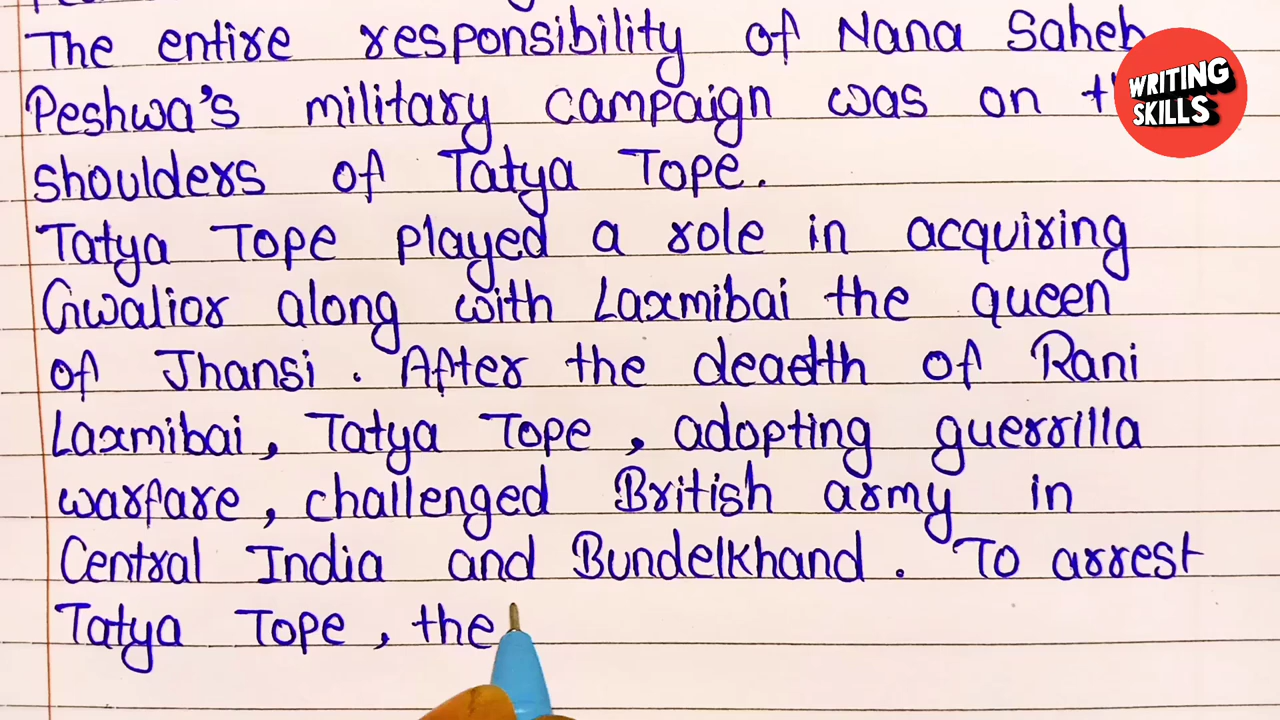 The entire responsibility of Nana Saheb
Peshwa's military campaign was on
shoulders of Tatya Tope.
Tatya Tope played a role in acquiring
Gwalior along with Laxmibai the queen
of Jhansi. After the deadth of Rani
Laxmibai, Tatya Tope, adopting guerrilla
warfare, challenged British army in
Central India and Bundelkhand. To arrest
Tatya Tope, the
WRITING
SKILLS